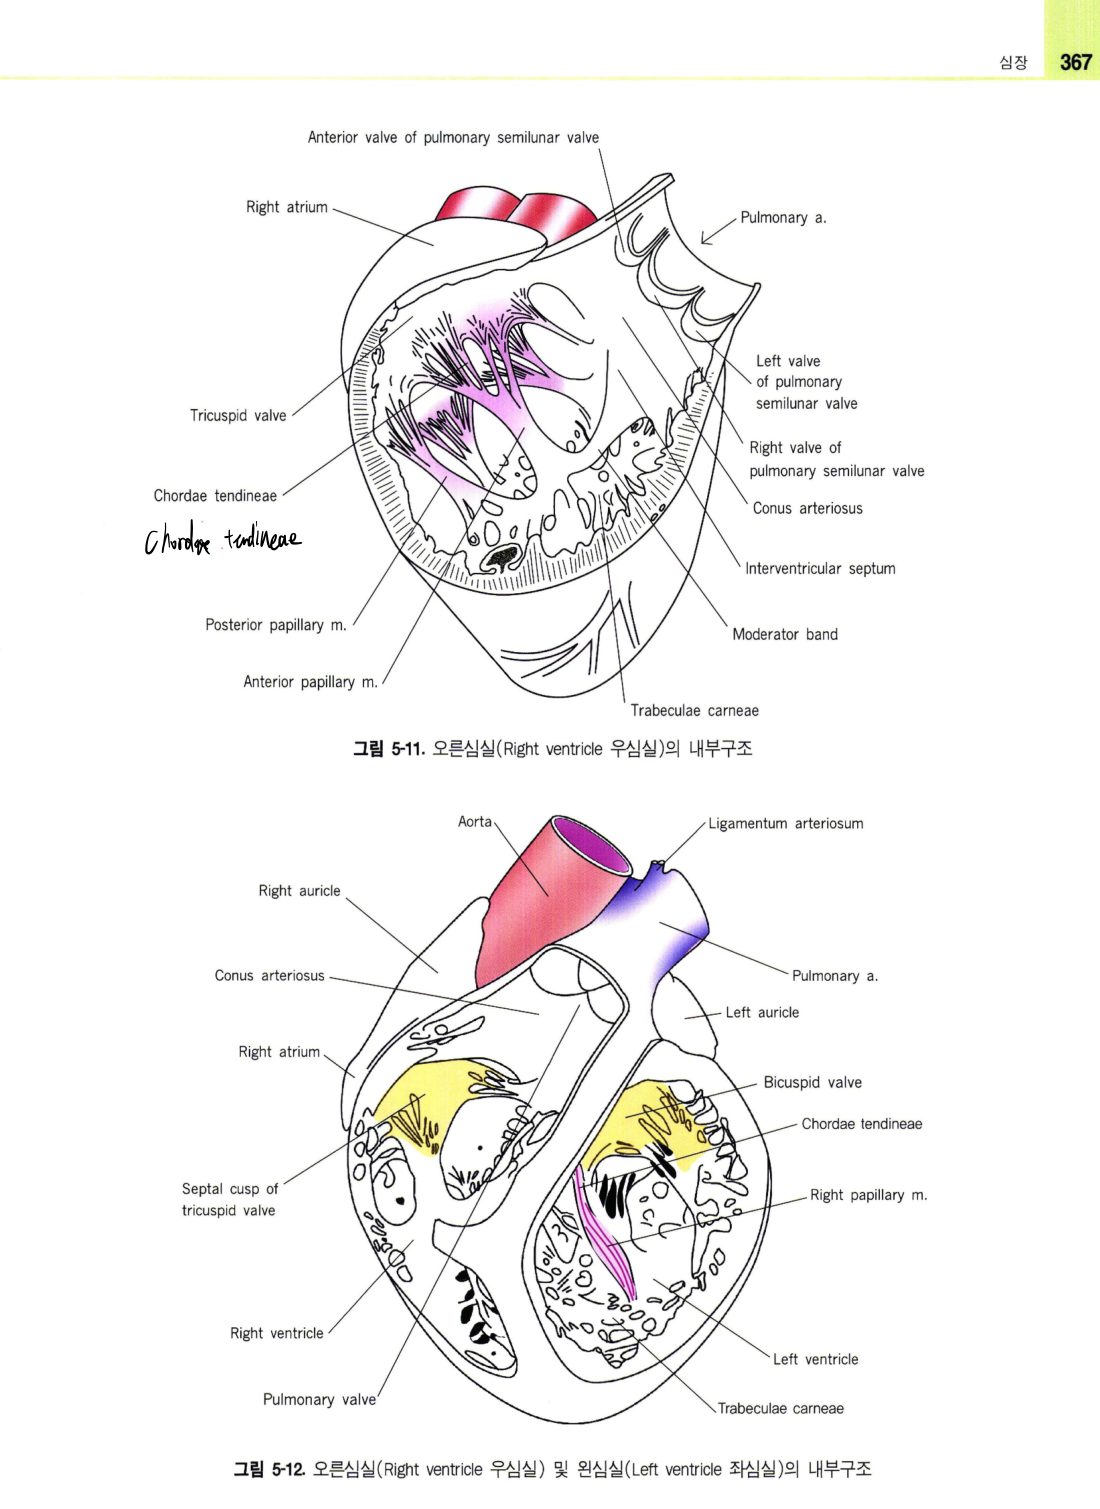 심장 367
Anterior valve of pulmonary semilunar valve
Right atrium
Pulmonary a.
Left valve
of pulmonary
semilunar valve
Tricuspid valve
Right valve of
pulmonary semilunar valve
Chordae tendineae
Conus arteriosus
Chordae tendineae
Interventricular septum
Posterior papillary m.
Moderator band
Anterior papillary m.
Trabeculae carneae
그림 5-11. 오른심실(Right ventricle 우심실)의 내부구조
Aorta
Ligamentum arteriosum
Right auricle
Conus arteriosus
Pulmonary a.
Left auricle
Right atrium
Bicuspid valve
Chordae tendineae
Septal cusp of
tricuspid valve
Right papillary m.
Right ventricle
Left ventricle
Pulmonary valve
Trabeculae carneae
그림 5-12. 오른심실(Right ventricle 우심실) 및 왼심실(Left ventricle 좌심실)의 내부구조